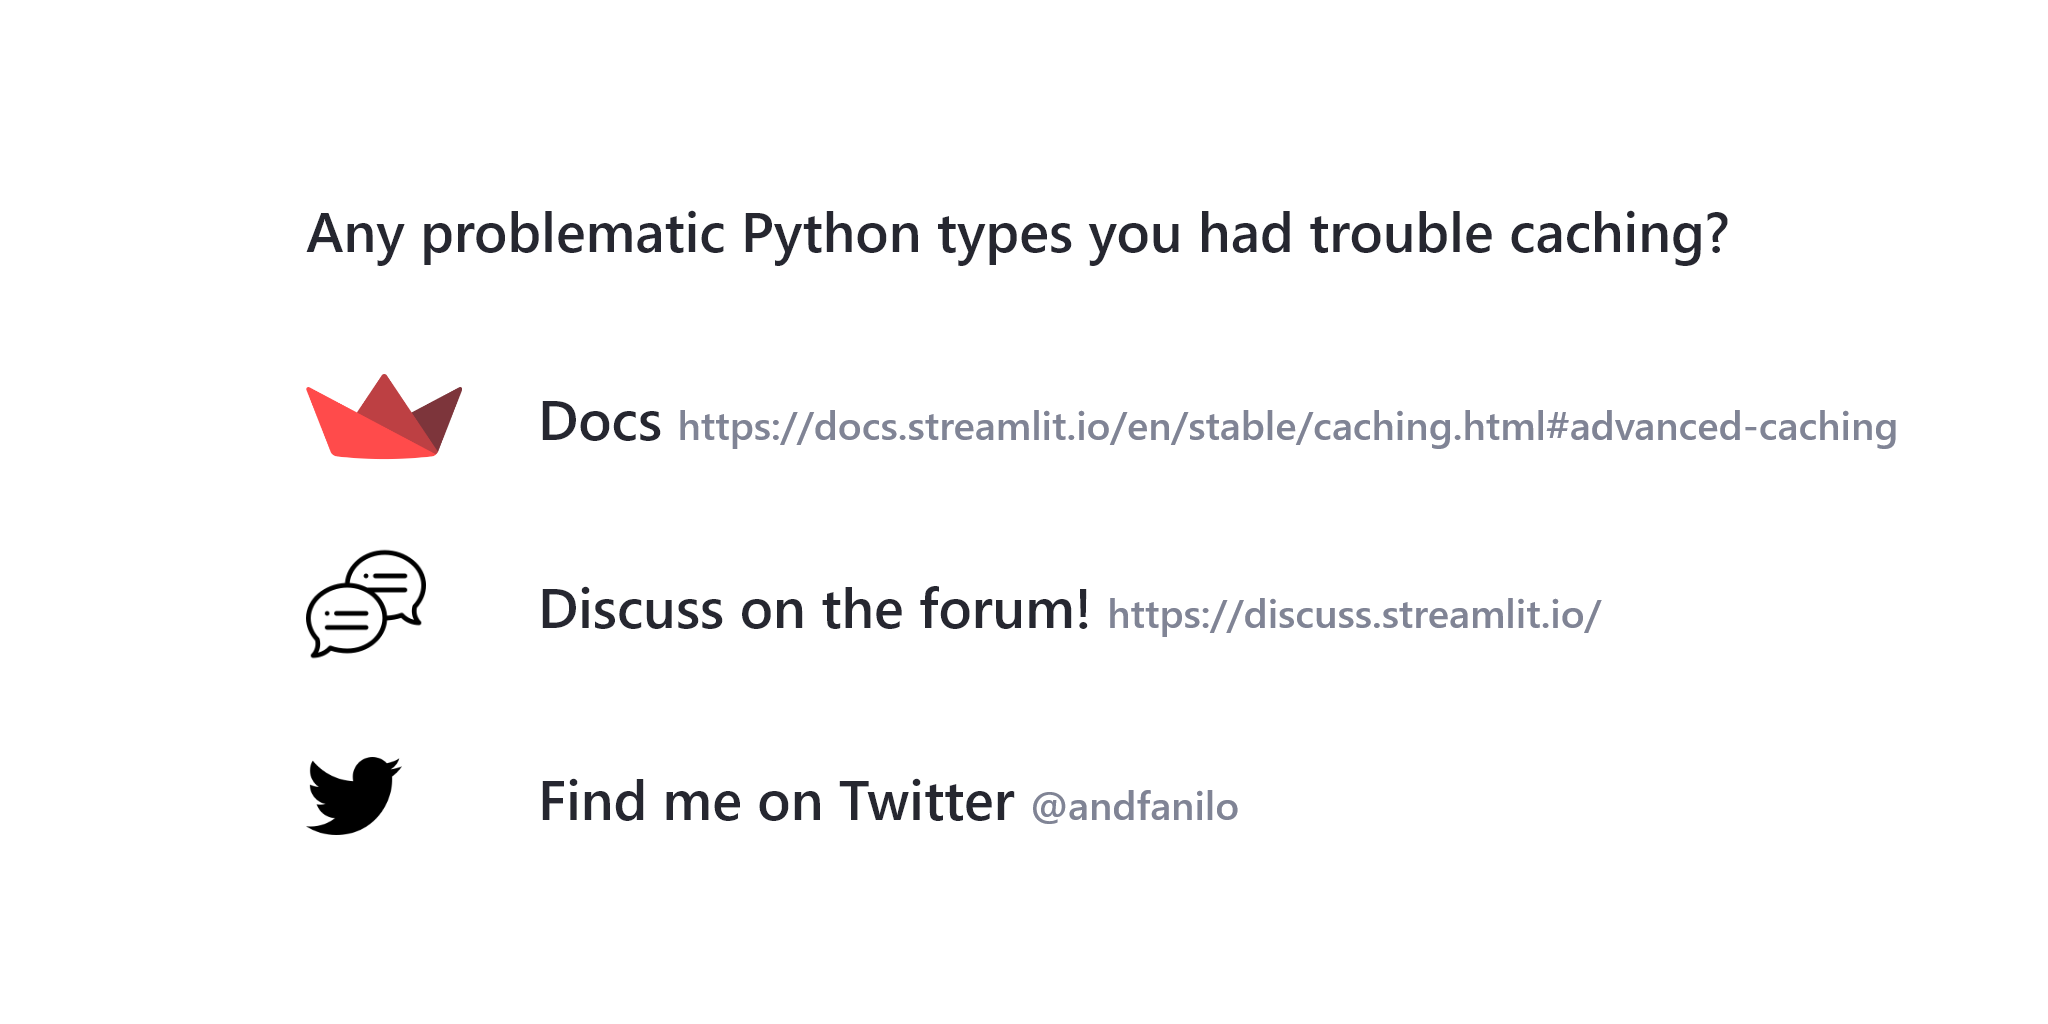 Any problematic Python types you had trouble caching?
Docs https://docs.streamlit.io/en/stable/caching.html#advanced-caching
Discuss on the forum! https://discuss.streamlit.io/
Find me on Twitter @andfanilo